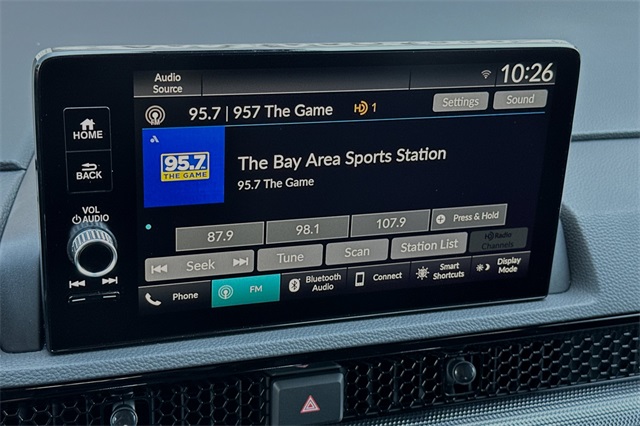 Audio
Source
10:26
95.7 | 957 The Game HD 1
Settings Sound
HOME
BACK
VOL
AUDIO
95.7
THE GAME
The Bay Area Sports Station
95.7 The Game
87.9 98.1 107.9 Press & Hold
Seek Tune Scan Station List
HD Radio
Channels
Phone FM
Bluetooth
Audio
Connect
Smart
Shortcuts
Display
Mode